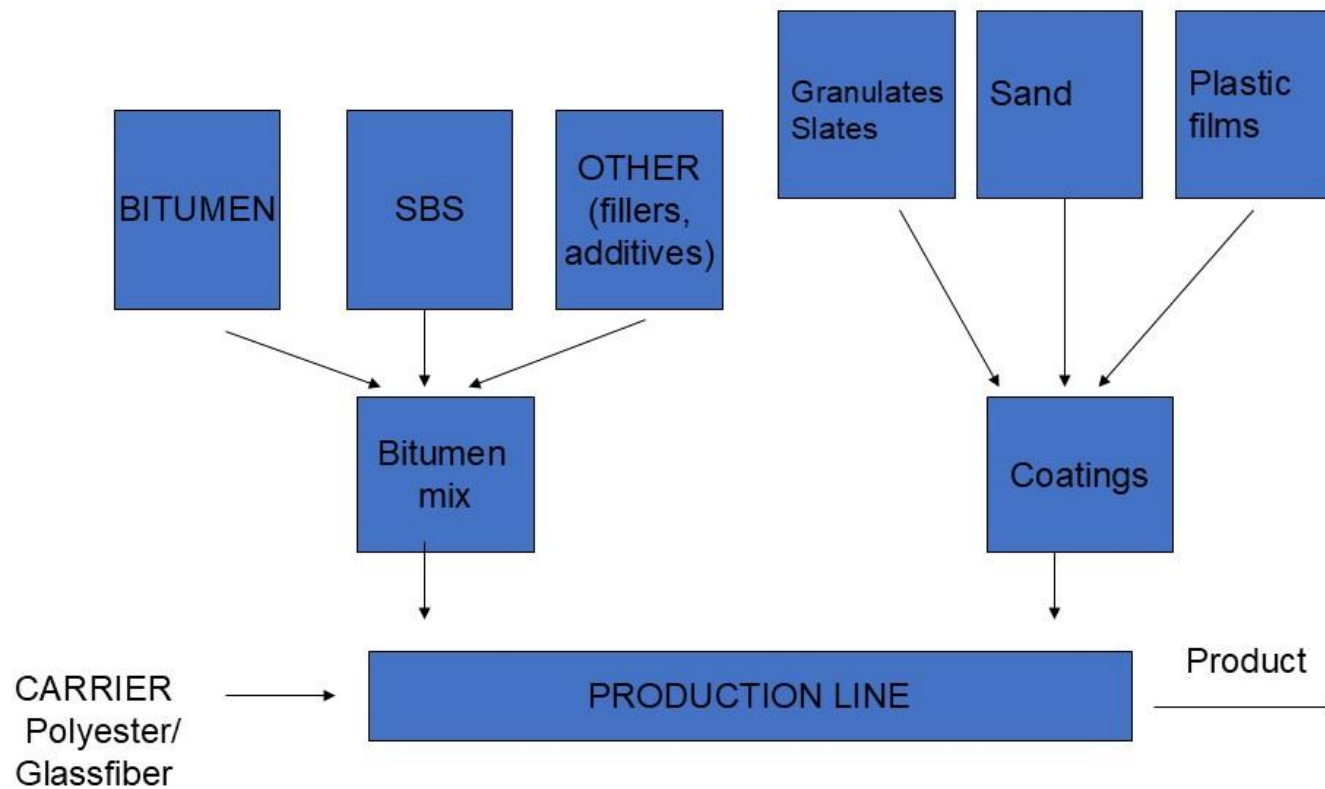 BITUMEN
SBS
OTHER
(fillers,
additives)
Granulates
Slates
Sand
Plastic
films
Bitumen
mix
Coatings
CARRIER
Polyester/
Glassfiber
PRODUCTION LINE
Product